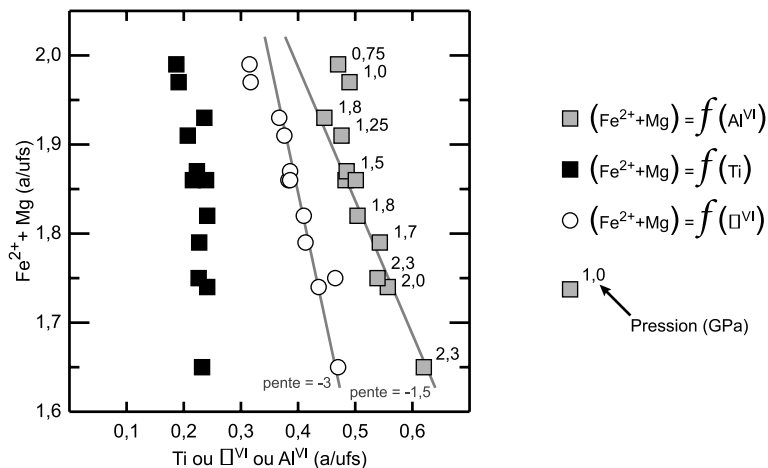 2,0
1,9
1,8
1,7
1,6
Fe2++ Mg (a/ufs)
0,75
1,0
1,8
1,25
1,5
1,8
1,7
2,3
2,0
2,3
pente = -3
pente = -1,5
0,1 0,2 0,3 0,4 0,5 0,6
Ti ou □VI ou AlVI (a/ufs)
(Fe2++Mg) = f (AlVI)
(Fe2++Mg) = f (Ti)
(Fe2++Mg) = f (□VI)
1,0
Pression (GPa)